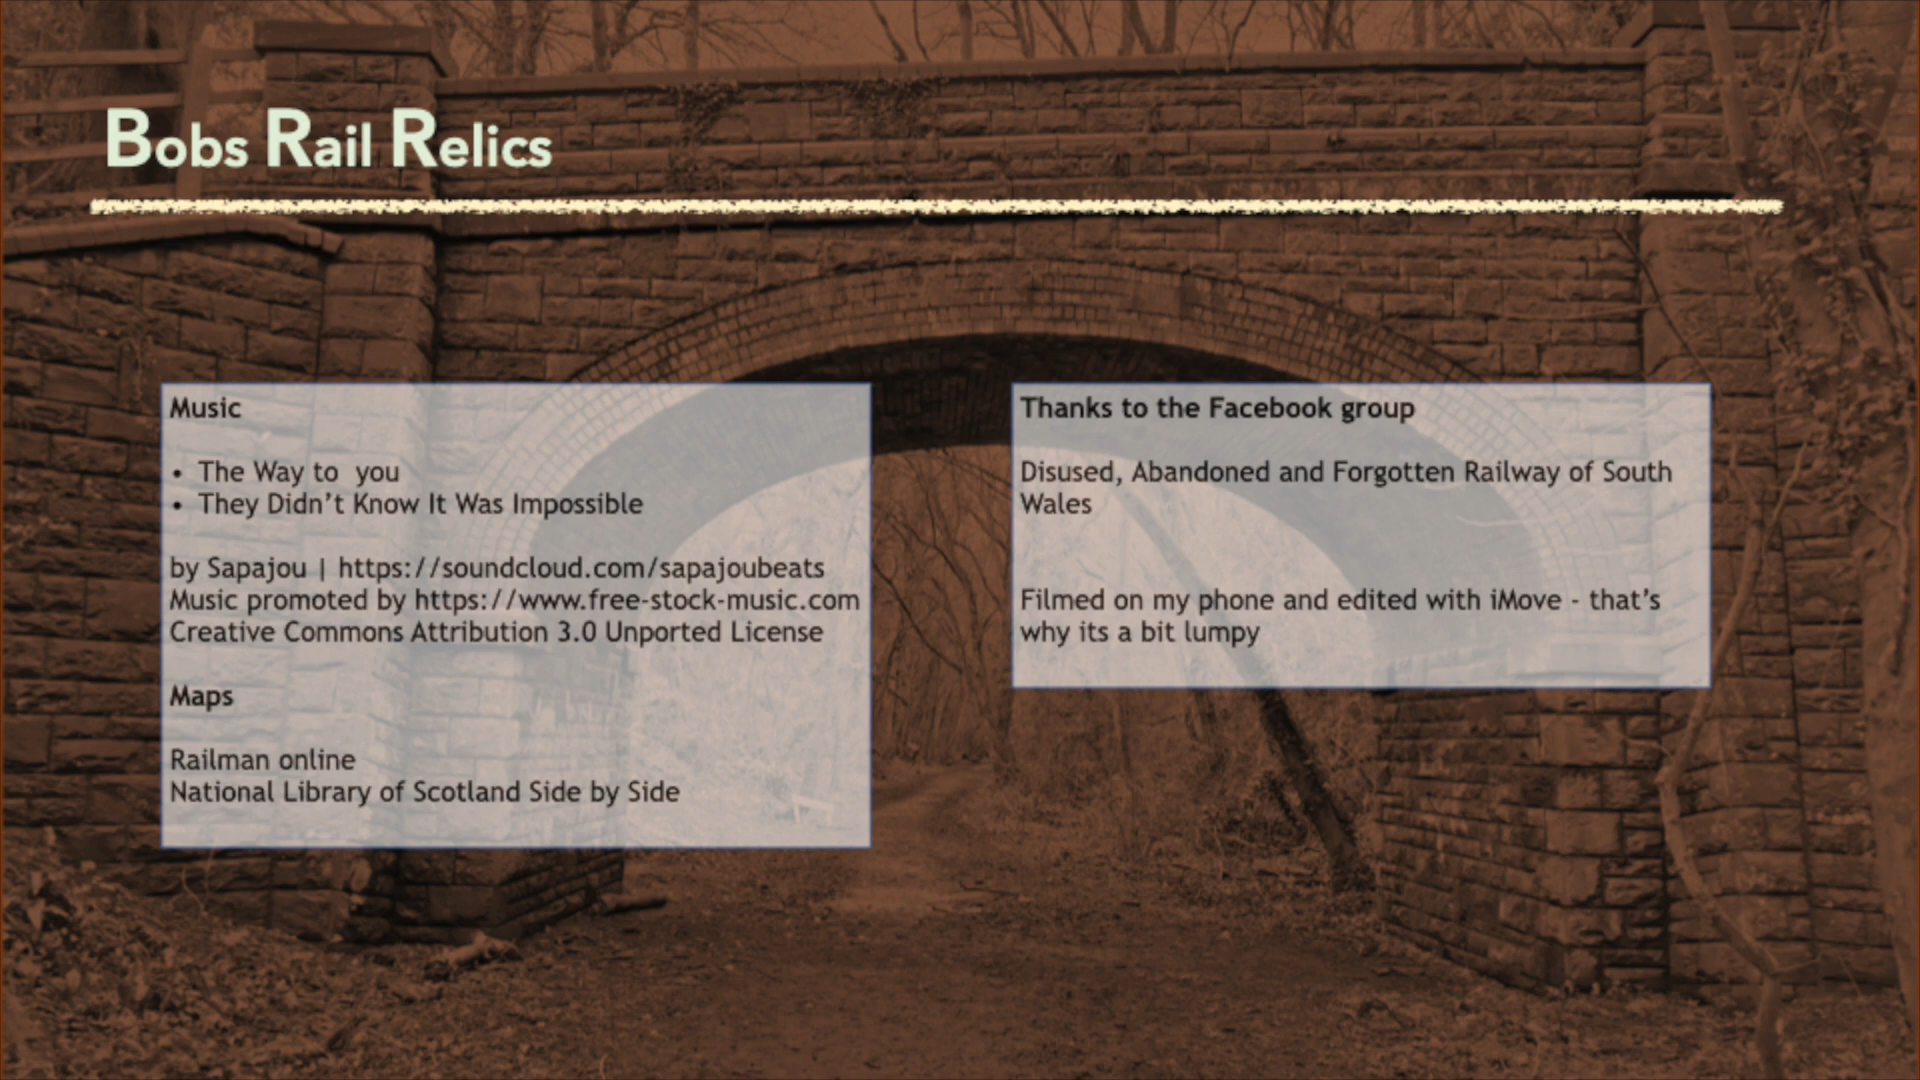 Bobs Rail Relics
Music
• The Way to  you
• They Didn't Know It Was Impossible
by Sapajou | https://soundcloud.com/sapajoubeats
Music promoted by https://www.free-stock-music.com
Creative Commons Attribution 3.0 Unported License
Maps
Railman online
National Library of Scotland Side by Side
Thanks to the Facebook group
Disused, Abandoned and Forgotten Railway of South
Wales
Filmed on my phone and edited with iMove - that's
why its a bit lumpy